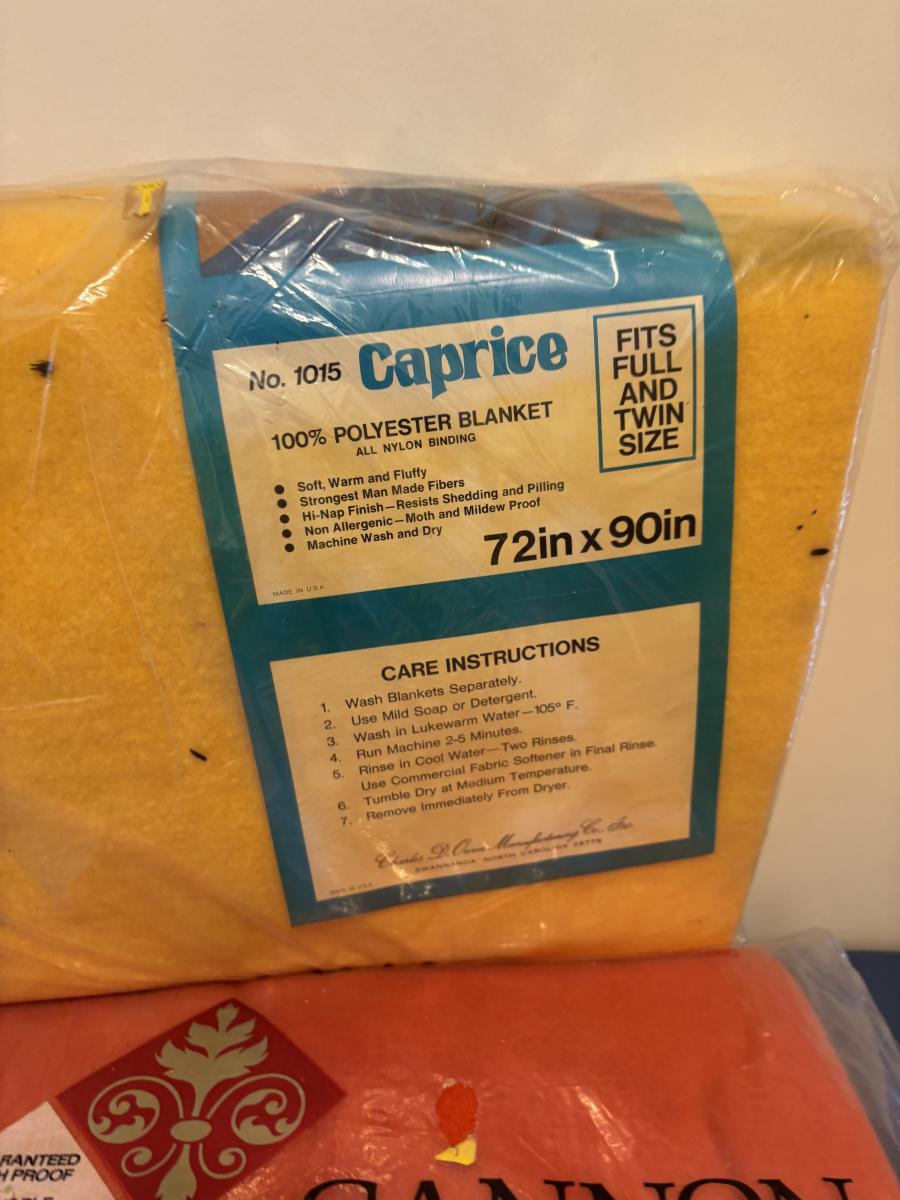 No. 1015 Caprice
FITS
FULL
AND
TWIN
SIZE
100% POLYESTER BLANKET
ALL NYLON BINDING
● Soft, Warm and Fluffy
● Strongest Man Made Fibers
● Hi-Nap Finish—Resists Shedding and Pilling
● Non Allergenic—Moth and Mildew Proof
● Machine Wash and Dry
72in x 90in
MADE IN U.S.A.
CARE INSTRUCTIONS
1. Wash Blankets Separately.
2. Use Mild Soap or Detergent.
3. Wash in Lukewarm Water—105° F.
4. Run Machine 2-5 Minutes.
5. Rinse in Cool Water—Two Rinses.
Use Commercial Fabric Softener in Final Rinse.
6. Tumble Dry at Medium Temperature.
7. Remove Immediately From Dryer.
Charles D. Owen Manufacturing Co., Inc.
SWANNANOA NORTH CAROLINA 28778
MADE IN U.S.A.
RANTEED
H PROOF
CANNON